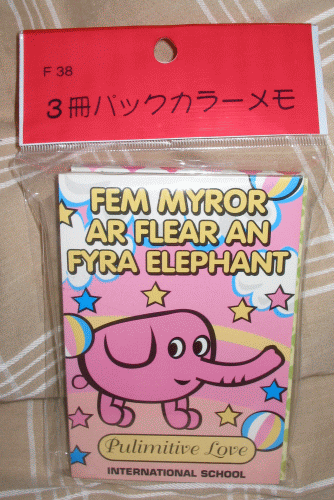 F 38
3冊パックカラーメモ
FEM MYROR
AR FLEAR AN
FYRA ELEPHANT
Pulimitive Love
INTERNATIONAL SCHOOL